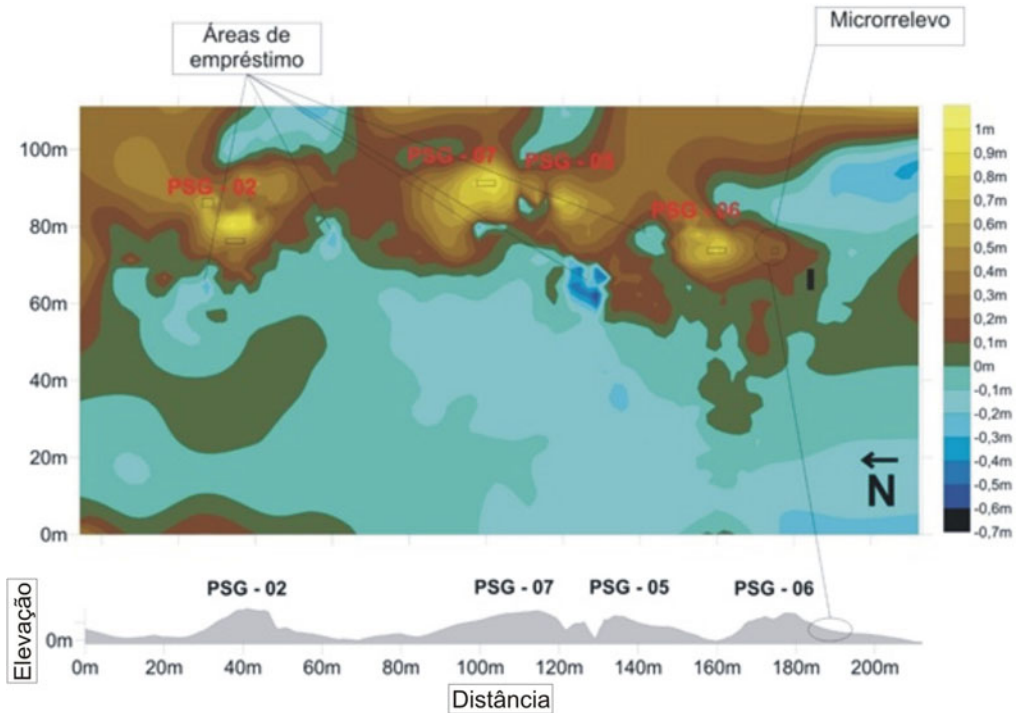 Áreas de
empréstimo
Microrrelevo
100m
80m
60m
40m
20m
0m
PSG - 02
PSG - 07
PSG - 05
PSG - 06
I
N
1m
0,9m
0,8m
0,7m
0,6m
0,5m
0,4m
0,3m
0,2m
0,1m
0m
-0,1m
-0,2m
-0,3m
-0,4m
-0,5m
-0,6m
-0,7m
PSG - 02
PSG - 07
PSG - 05
PSG - 06
Elevação
0m
0m
20m
40m
60m
80m
100m
120m
140m
160m
180m
200m
Distância